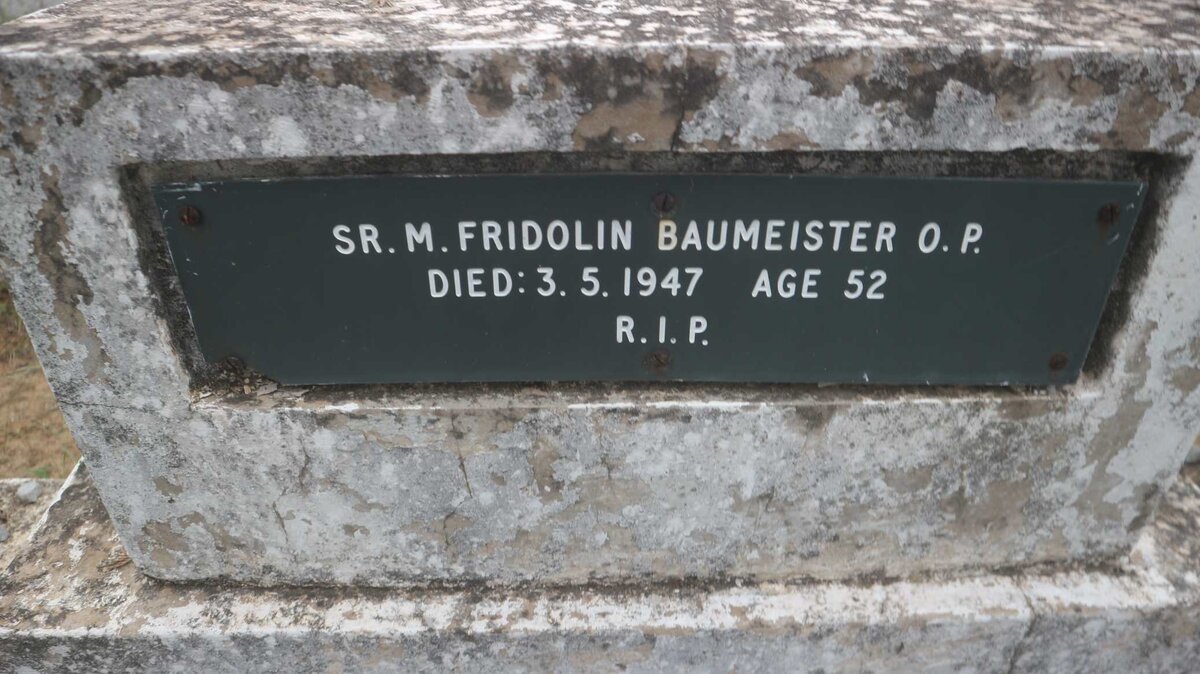 SR. M. FRIDOLIN BAUMEISTER O. P.
DIED: 3. 5. 1947 AGE 52
R. I. P.